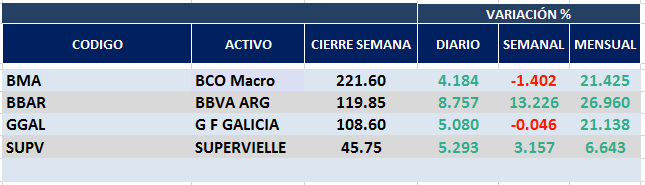 VARIACIÓN %
CODIGO ACTIVO CIERRE SEMANA DIARIO SEMANAL MENSUAL
BMA BCO Macro 221.60 4.184 -1.402 21.425
BBAR BBVA ARG 119.85 8.757 13.226 26.960
GGAL G F GALICIA 108.60 5.080 -0.046 21.138
SUPV SUPERVIELLE 45.75 5.293 3.157 6.643